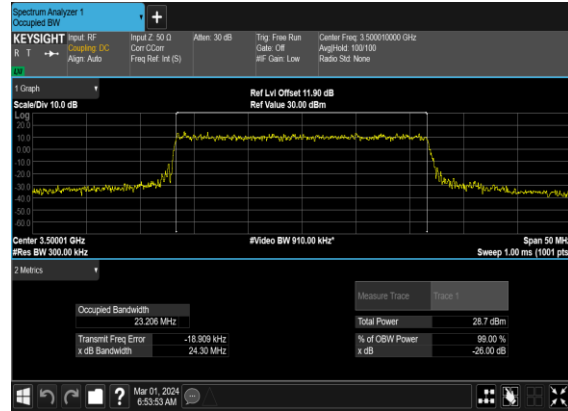 Spectrum Analyzer 1
Occupied BW
KEYSIGHT Input: RF Input Z: 50 Ω Atten: 30 dB Trig: Free Run Center Freq: 3.500010000 GHz
R T Coupling: DC Corr CCorr Gate: Off Avg|Hold: 100/100
Align: Auto Freq Ref: Int (S) #IF Gain: Low Radio Std: None
1 Graph
Ref Lvl Offset 11.90 dB
Scale/Div 10.0 dB Ref Value 30.00 dBm
Log
20.0
10.0
0.00
-10.0
-20.0
-30.0
-40.0
-50.0
-60.0
Center 3.50001 GHz #Video BW 910.00 kHz* Span 50 MHz
#Res BW 300.00 kHz Sweep 1.00 ms (1001 pts
2 Metrics
Measure Trace Trace 1
Occupied Bandwidth
23.206 MHz Total Power 28.7 dBm
Transmit Freq Error -18.909 kHz % of OBW Power 99.00 %
x dB Bandwidth 24.30 MHz x dB -26.00 dB
? Mar 01, 2024
6:53:53 AM